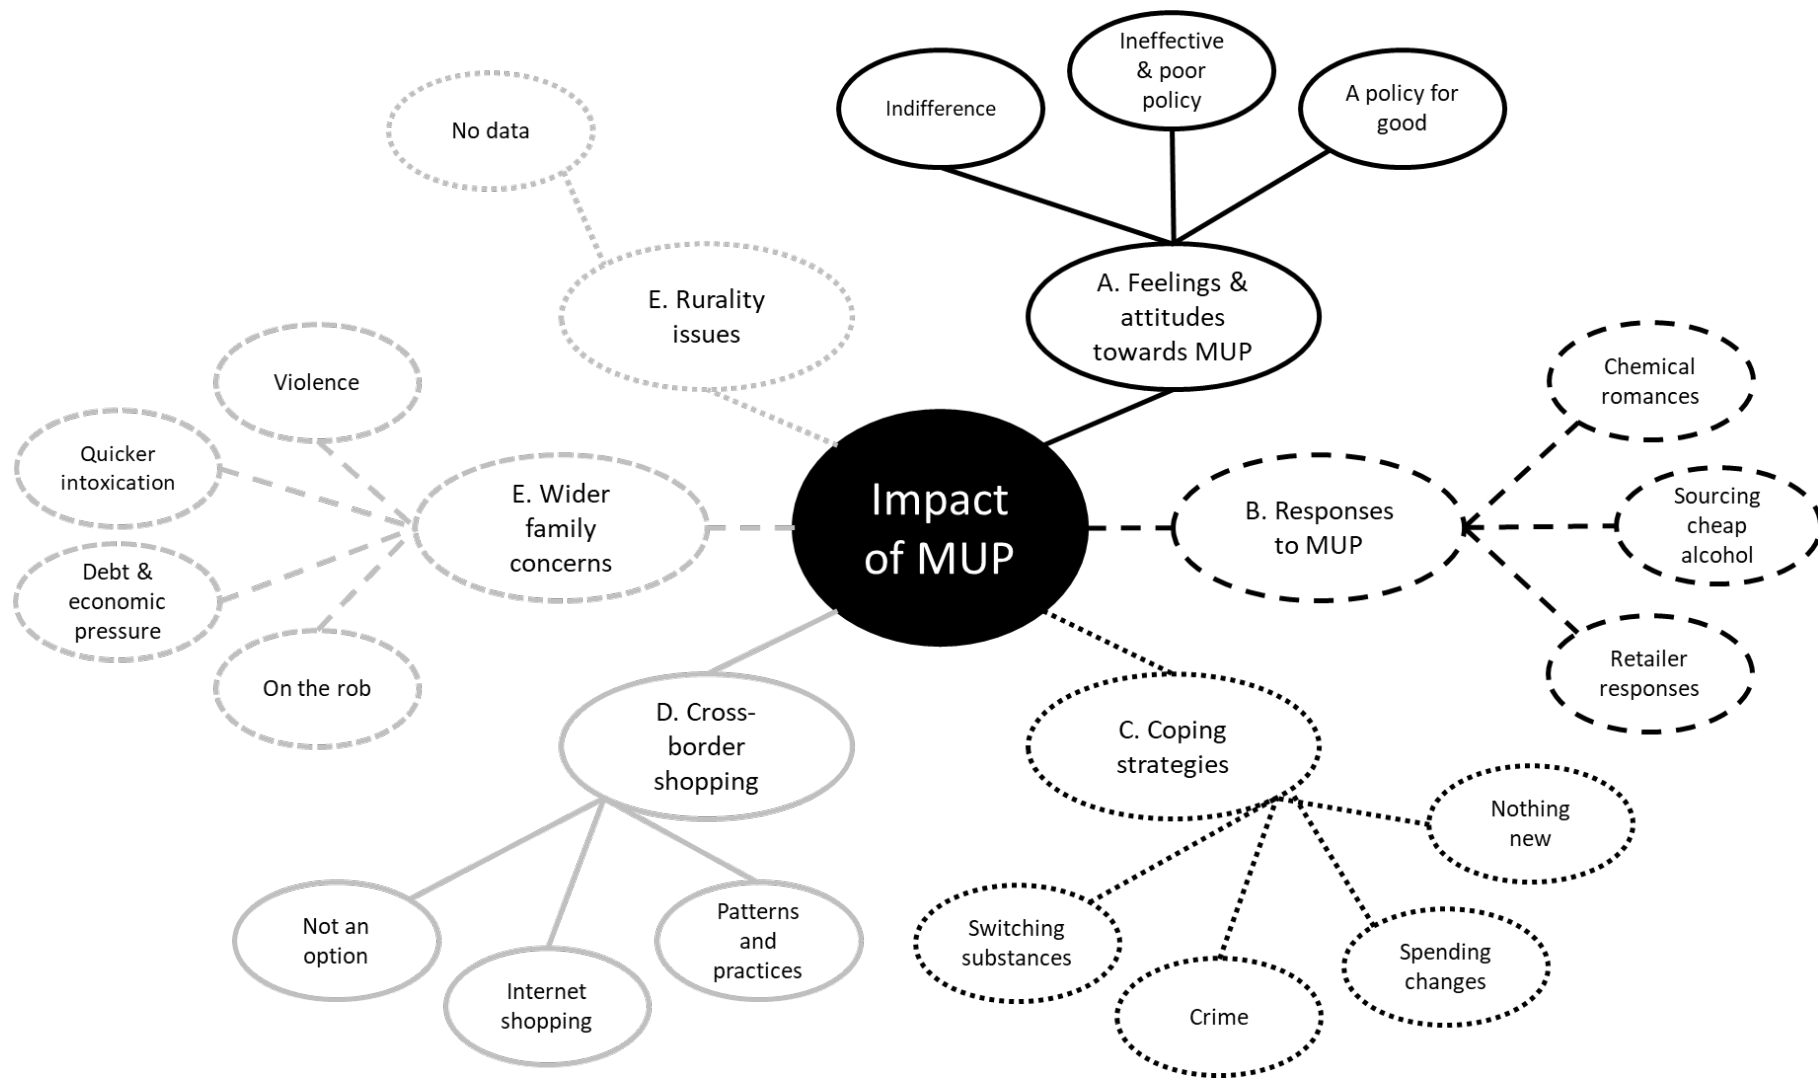 Impact
of MUP
A. Feelings &
attitudes
towards MUP
Indifference
Ineffective
& poor
policy
A policy for
good
B. Responses
to MUP
Chemical
romances
Sourcing
cheap
alcohol
Retailer
responses
C. Coping
strategies
Nothing
new
Spending
changes
Crime
Switching
substances
D. Cross-
border
shopping
Patterns
and
practices
Internet
shopping
Not an
option
E. Wider
family
concerns
On the rob
Debt &
economic
pressure
Quicker
intoxication
Violence
E. Rurality
issues
No data